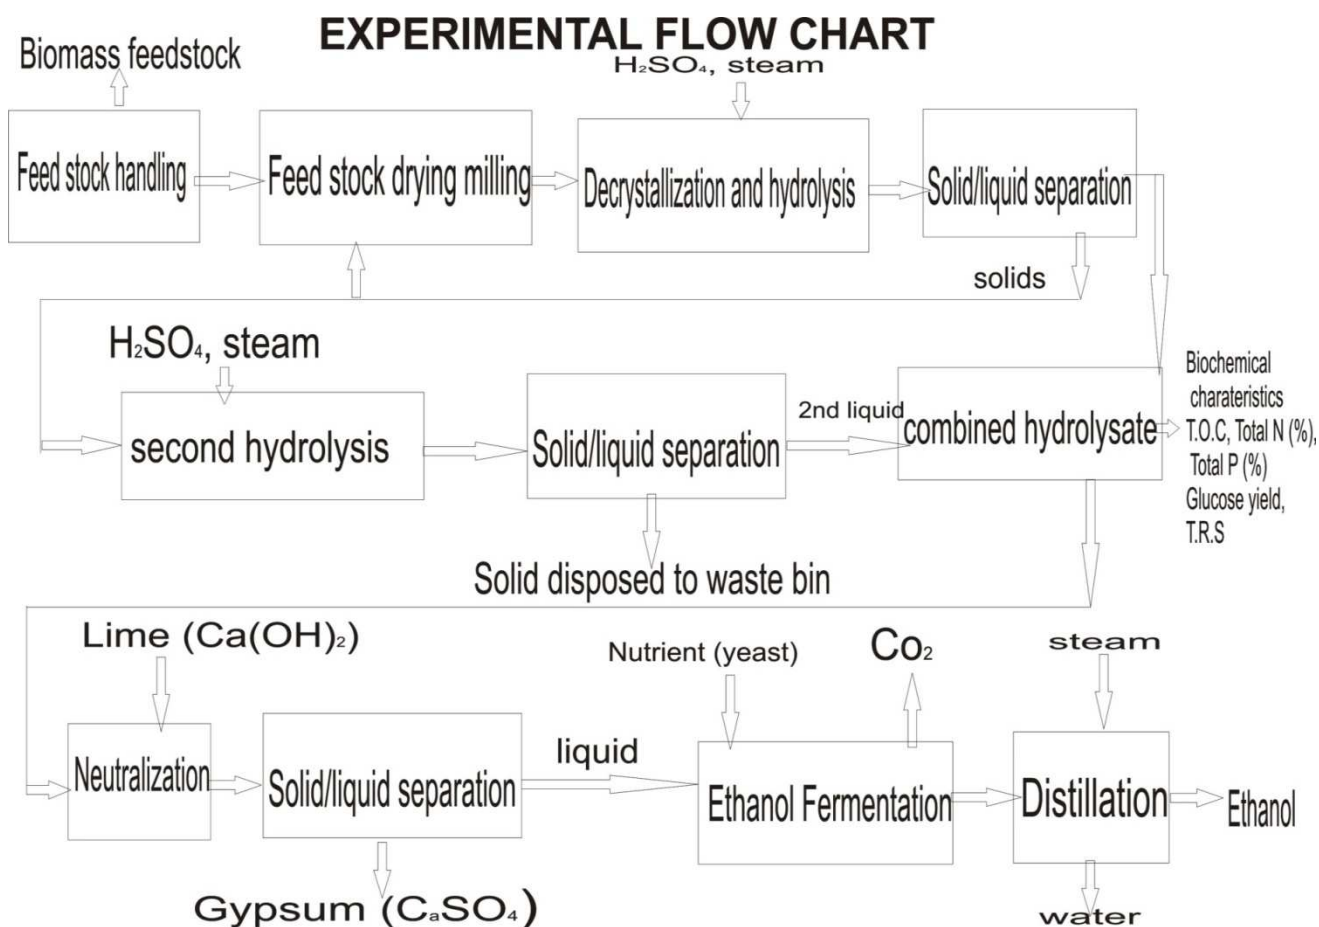 EXPERIMENTAL FLOW CHART
Biomass feedstock
H₂SO₄, steam
Feed stock handling
Feed stock drying milling
Decrystallization and hydrolysis
Solid/liquid separation
solids
H₂SO₄, steam
second hydrolysis
Solid/liquid separation
2nd liquid
combined hydrolysate
Biochemical
charateristics
T.O.C, Total N (%),
Total P (%)
Glucose yield,
T.R.S
Solid disposed to waste bin
Lime (Ca(OH)₂)
Nutrient (yeast)
Co₂
steam
Neutralization
Solid/liquid separation
liquid
Ethanol Fermentation
Distillation
Ethanol
Gypsum (CₐSO₄)
water